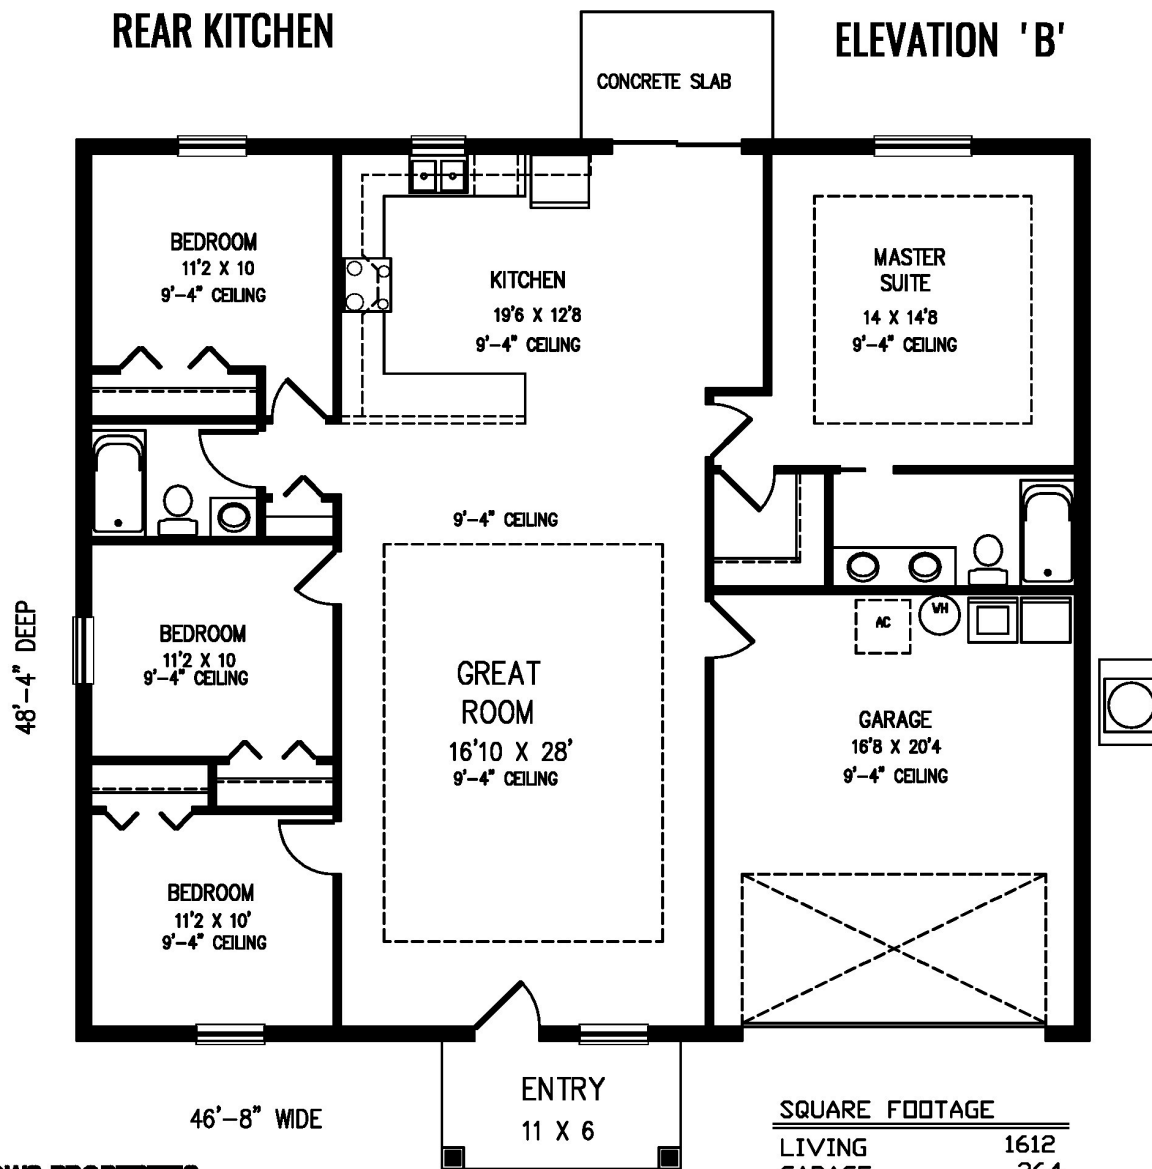 REAR KITCHEN
ELEVATION 'B'
CONCRETE SLAB
BEDROOM
11'2 X 10
9'-4" CEILING
KITCHEN
19'6 X 12'8
9'-4" CEILING
MASTER
SUITE
14 X 14'8
9'-4" CEILING
9'-4" CEILING
48'-4" DEEP
BEDROOM
11'2 X 10
9'-4" CEILING
GREAT
ROOM
16'10 X 28'
9'-4" CEILING
AC
WH
GARAGE
16'8 X 20'4
9'-4" CEILING
BEDROOM
11'2 X 10'
9'-4" CEILING
ENTRY
11 X 6
46'-8" WIDE
SQUARE FOOTAGE
LIVING 1612
GARAGE 364